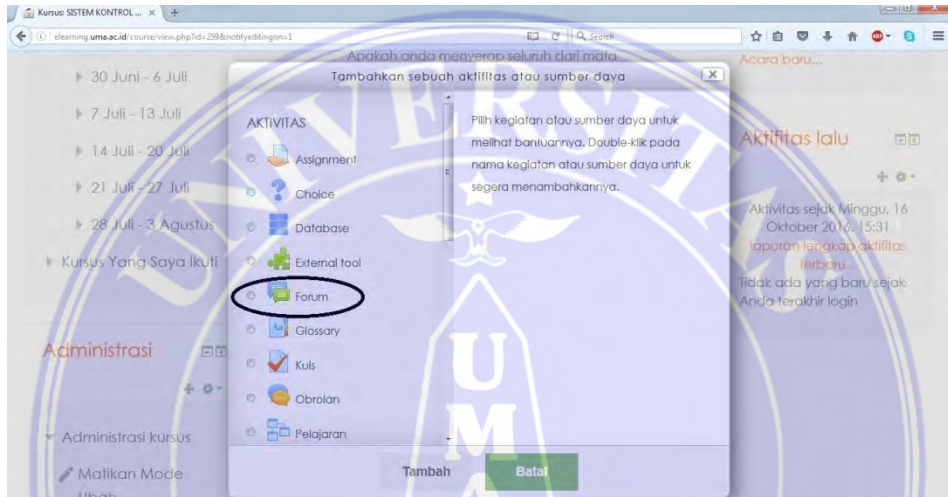 Kursus: SISTEM KONTROL ...
elearning.uma.ac.id/course/view.php?id=259&notifyeditingon=1
Search
Apakah anda menyerap seluruh dari mata
Acara baru...
30 Juni - 6 Juli
7 Juli - 13 Juli
14 Juli - 20 Juli
21 Juli - 27 Juli
28 Juli - 3 Agustus
Kursus Yang Saya Ikuti
Administrasi
Administrasi kursus
Matikan Mode
Ubah
Tambahkan sebuah aktifitas atau sumber daya
AKTIVITAS
Assignment
Choice
Database
External tool
Forum
Glossary
Kuis
Obrolan
Pelajaran
Pilih kegiatan atau sumber daya untuk
melihat bantuannya. Double-klik pada
nama kegiatan atau sumber daya untuk
segera menambahkannya.
Tambah
Batal
Aktifitas lalu
Aktivitas sejak Minggu, 16
Oktober 2016, 15:31
laporan lengkap aktifitas
terbaru...
Tidak ada yang baru sejak
Anda terakhir login
UNIVERSITA
UMA